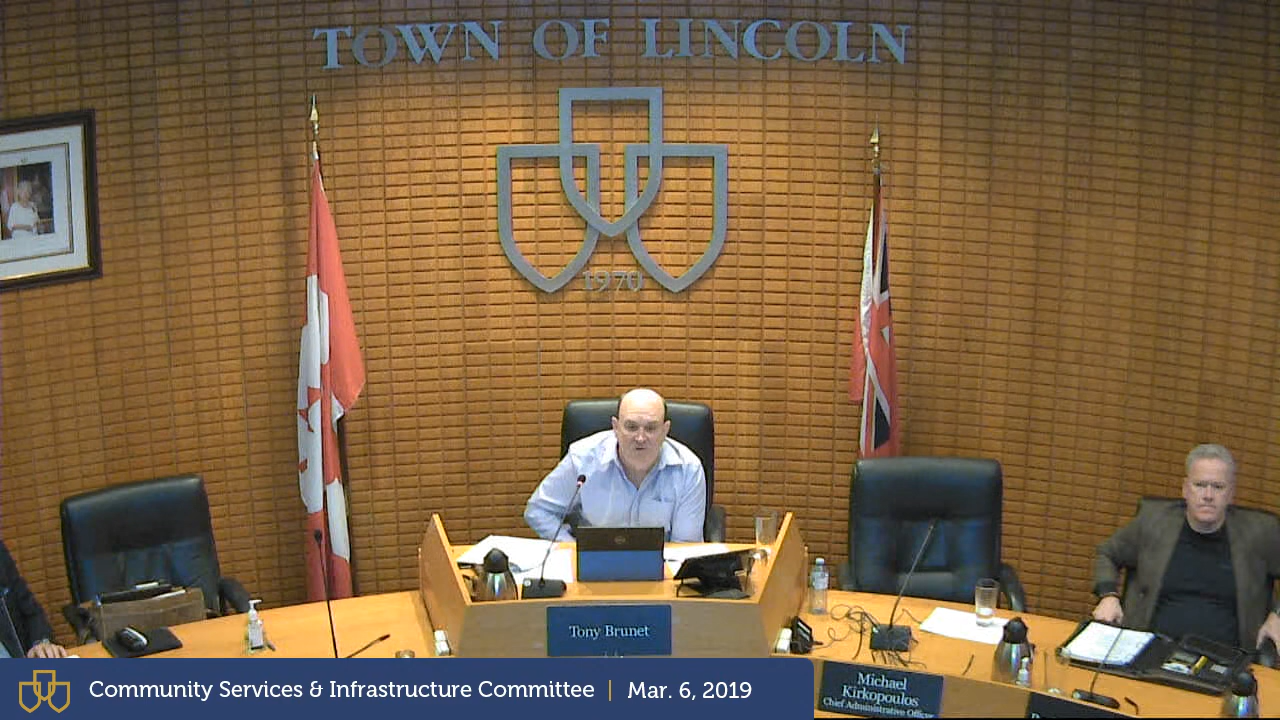 TOWN OF LINCOLN
1970
Tony Brunet
Michael
Kirkopoulos
Chief Administrative Officer
Community Services & Infrastructure Committee | Mar. 6, 2019